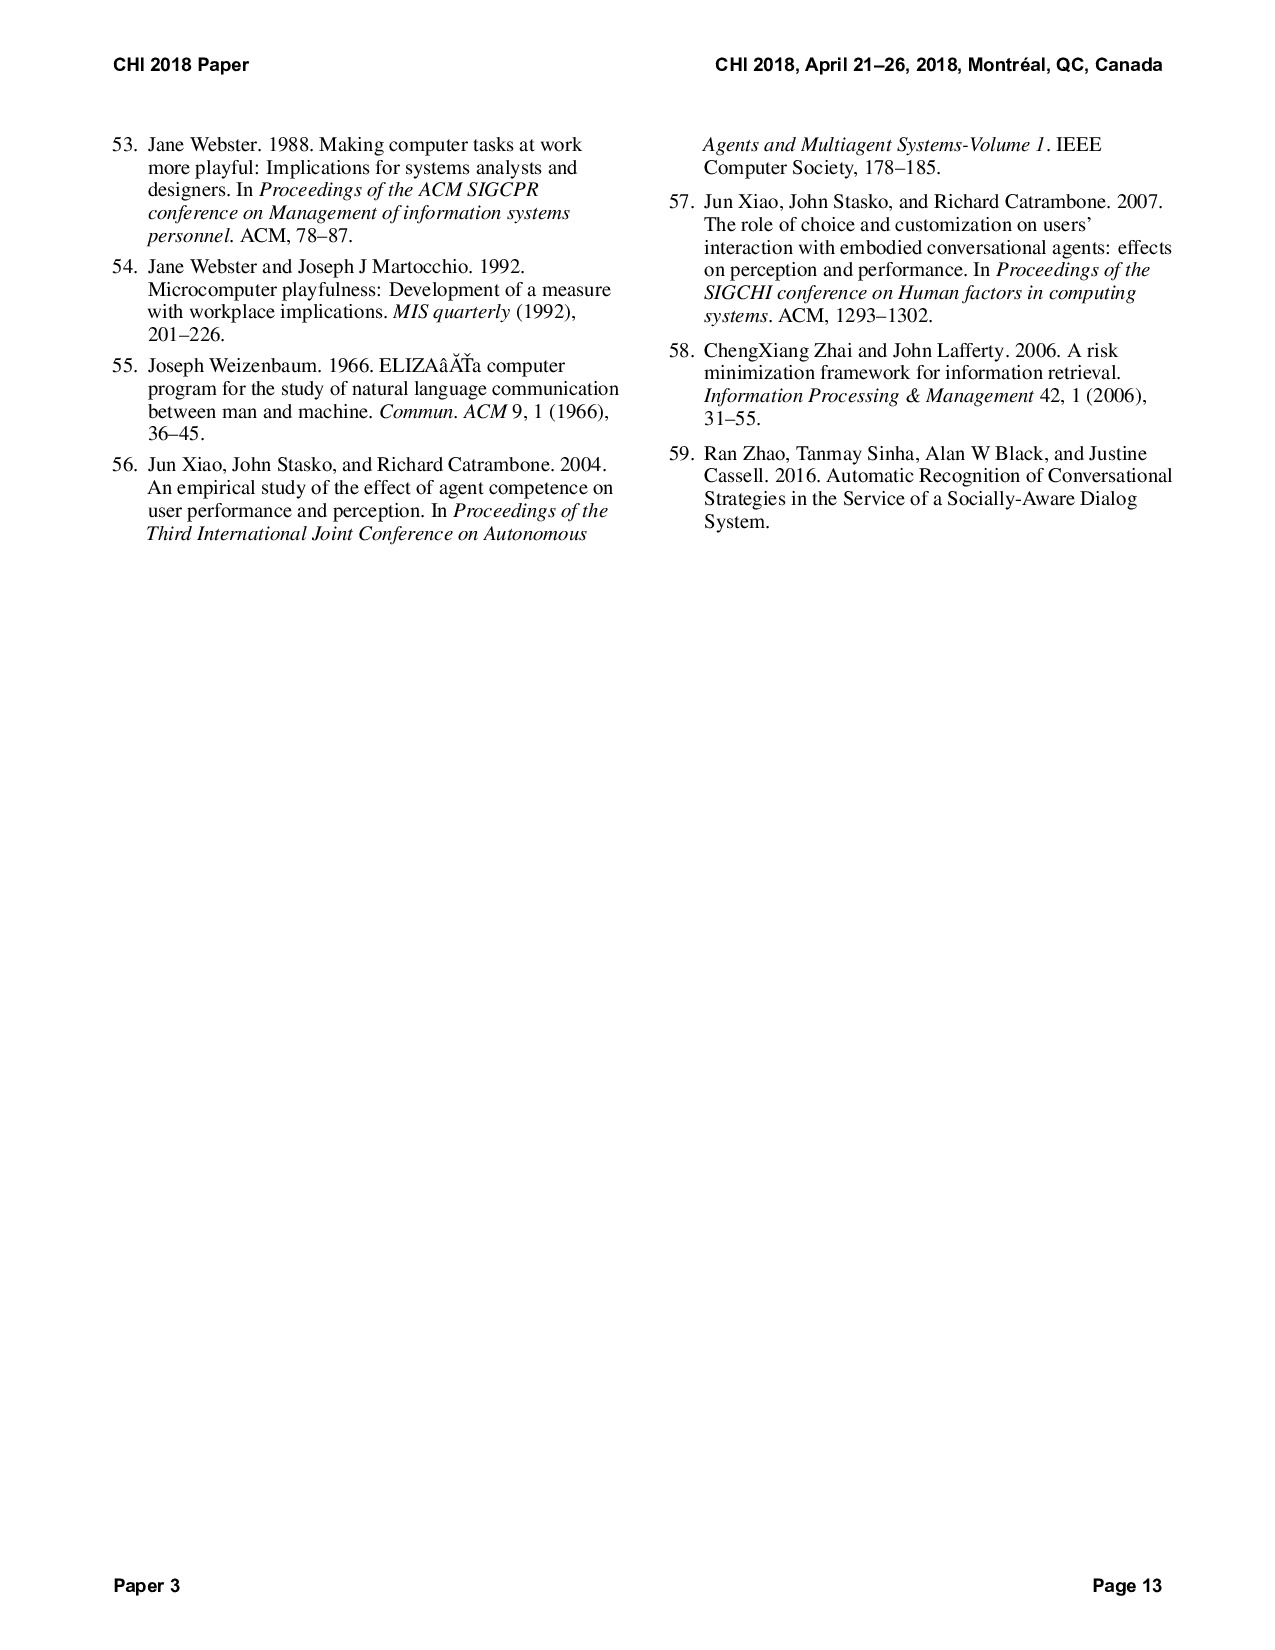 CHI 2018 Paper
CHI 2018, April 21–26, 2018, Montréal, QC, Canada
53. Jane Webster. 1988. Making computer tasks at work
more playful: Implications for systems analysts and
designers. In Proceedings of the ACM SIGCPR
conference on Management of information systems
personnel. ACM, 78–87.
54. Jane Webster and Joseph J Martocchio. 1992.
Microcomputer playfulness: Development of a measure
with workplace implications. MIS quarterly (1992),
201–226.
55. Joseph Weizenbaum. 1966. ELIZAâĂŤa computer
program for the study of natural language communication
between man and machine. Commun. ACM 9, 1 (1966),
36–45.
56. Jun Xiao, John Stasko, and Richard Catrambone. 2004.
An empirical study of the effect of agent competence on
user performance and perception. In Proceedings of the
Third International Joint Conference on Autonomous
Agents and Multiagent Systems-Volume 1. IEEE
Computer Society, 178–185.
57. Jun Xiao, John Stasko, and Richard Catrambone. 2007.
The role of choice and customization on users’
interaction with embodied conversational agents: effects
on perception and performance. In Proceedings of the
SIGCHI conference on Human factors in computing
systems. ACM, 1293–1302.
58. ChengXiang Zhai and John Lafferty. 2006. A risk
minimization framework for information retrieval.
Information Processing & Management 42, 1 (2006),
31–55.
59. Ran Zhao, Tanmay Sinha, Alan W Black, and Justine
Cassell. 2016. Automatic Recognition of Conversational
Strategies in the Service of a Socially-Aware Dialog
System.
Paper 3
Page 13